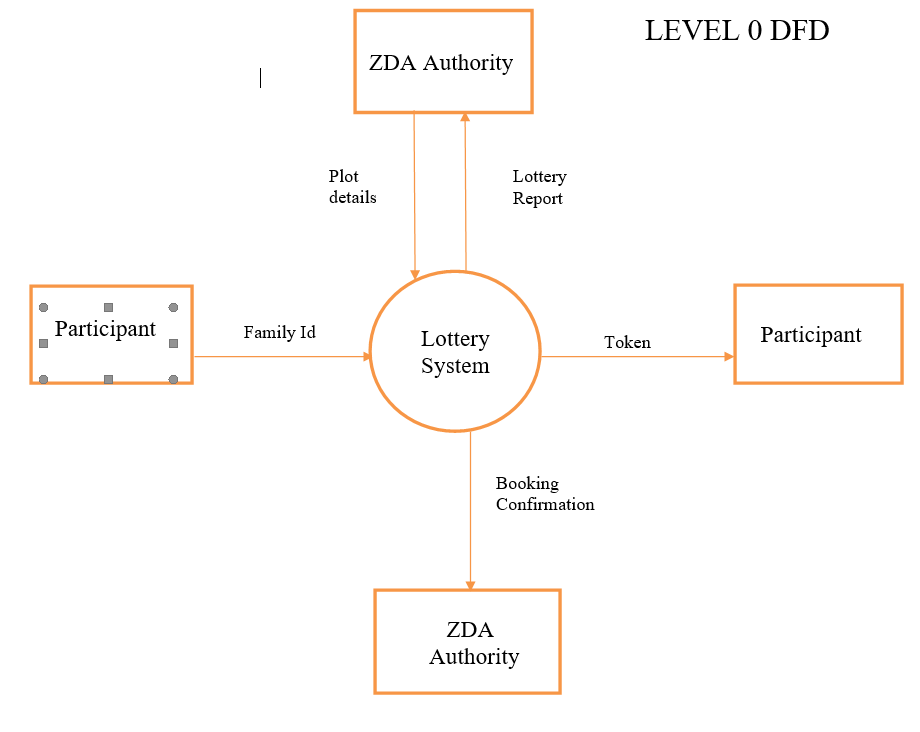 LEVEL 0 DFD
ZDA Authority
Plot
details
Lottery
Report
Participant
Family Id
Lottery
System
Token
Participant
Booking
Confirmation
ZDA
Authority